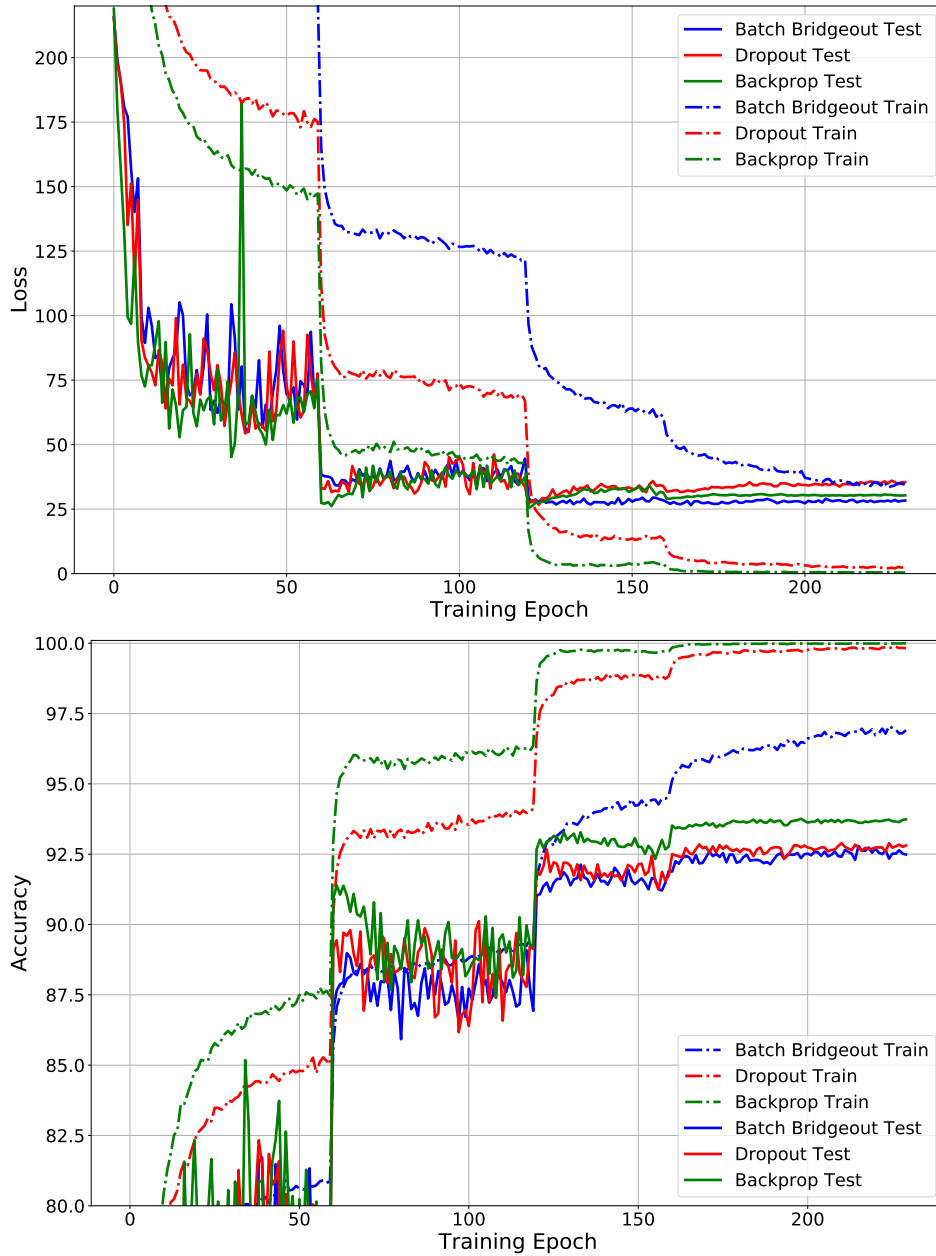 200
175
150
125
100
75
50
25
0
Loss
Batch Bridgeout Test
Dropout Test
Backprop Test
Batch Bridgeout Train
Dropout Train
Backprop Train
0 50 100 150 200
Training Epoch
100.0
97.5
95.0
92.5
90.0
87.5
85.0
82.5
80.0
Accuracy
Batch Bridgeout Train
Dropout Train
Backprop Train
Batch Bridgeout Test
Dropout Test
Backprop Test
0 50 100 150 200
Training Epoch